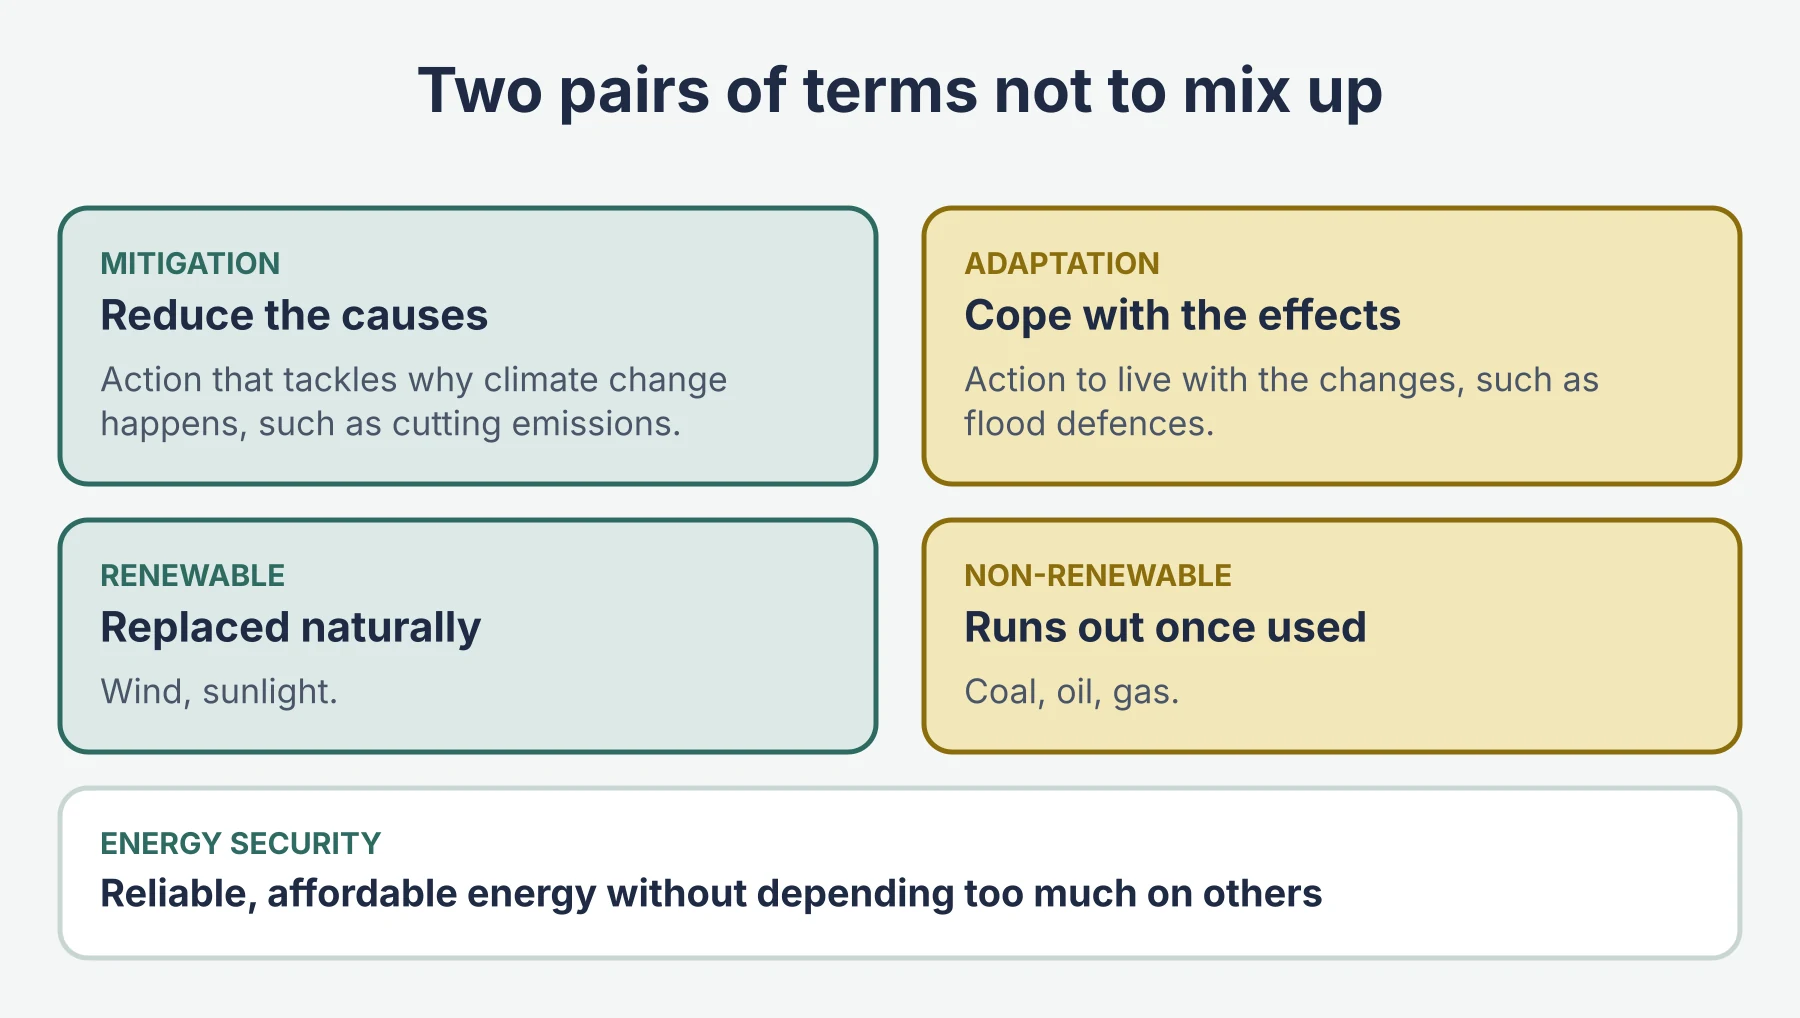 Two pairs of terms not to mix up
MITIGATION
Reduce the causes
Action that tackles why climate change
happens, such as cutting emissions.
ADAPTATION
Cope with the effects
Action to live with the changes, such as
flood defences.
RENEWABLE
Replaced naturally
Wind, sunlight.
NON-RENEWABLE
Runs out once used
Coal, oil, gas.
ENERGY SECURITY
Reliable, affordable energy without depending too much on others